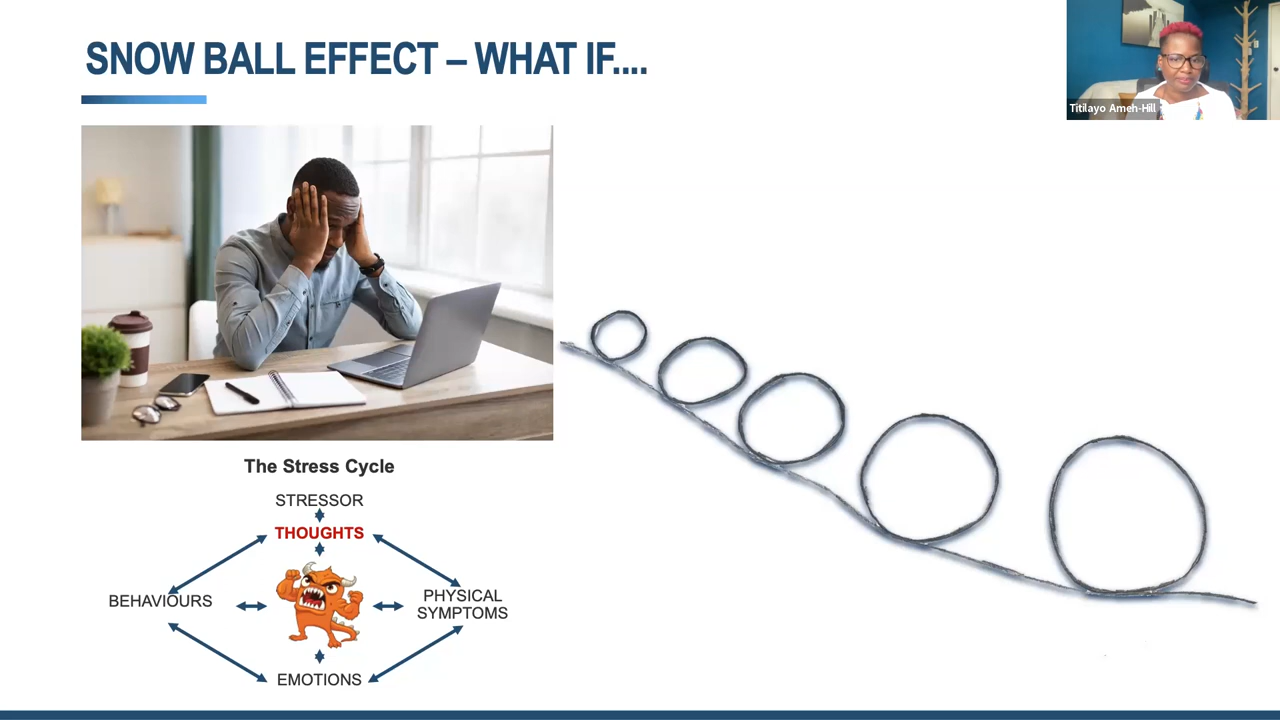 SNOW BALL EFFECT – WHAT IF....
Titilayo Ameh-Hill
The Stress Cycle
STRESSOR
THOUGHTS
BEHAVIOURS
PHYSICAL
SYMPTOMS
EMOTIONS